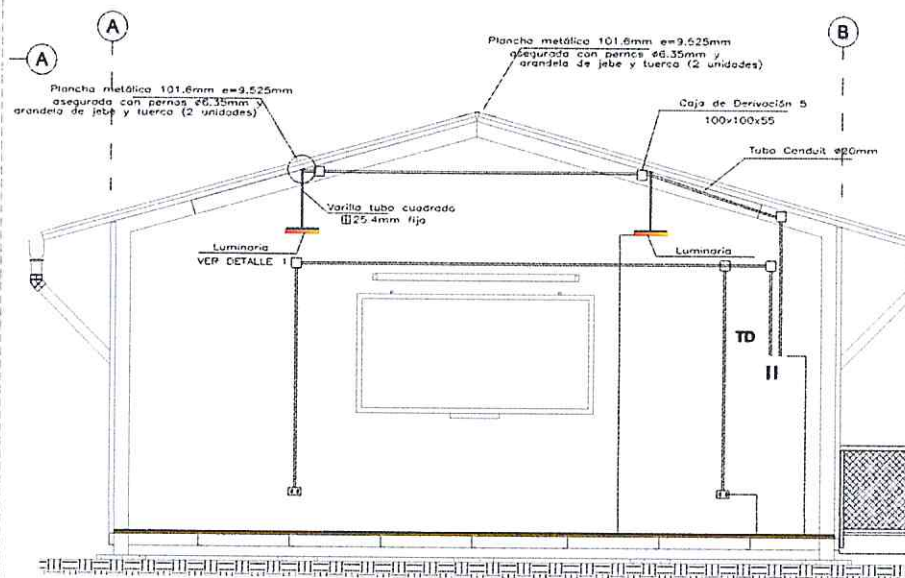 A
A
B
Plancha metálica 101.6mm e=9.525mm
asegurada con pernos ø6.35mm y
arandela de jebe y tuerca (2 unidades)
Plancha metálica 101.6mm e=9.525mm
asegurada con pernos ø6.35mm y
arandela de jebe y tuerca (2 unidades)
Caja de Derivación 5
100x100x55
Tubo Conduit ø20mm
Varilla tubo cuadrado
25.4mm fija
Luminaria
VER DETALLE 1
Luminaria
TD